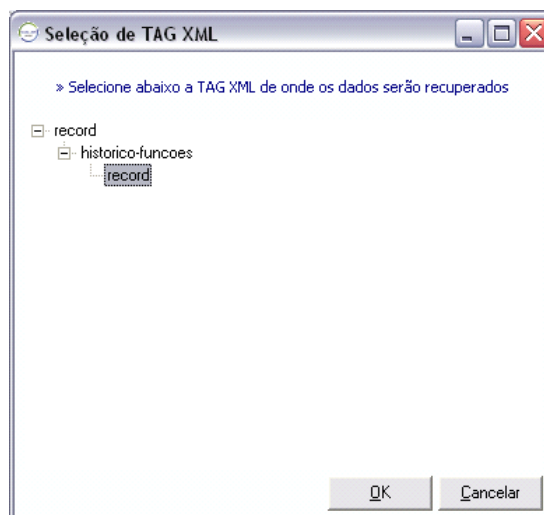 Seleção de TAG XML
» Selecione abaixo a TAG XML de onde os dados serão recuperados
record
historico-funcoes
record
OK Cancelar